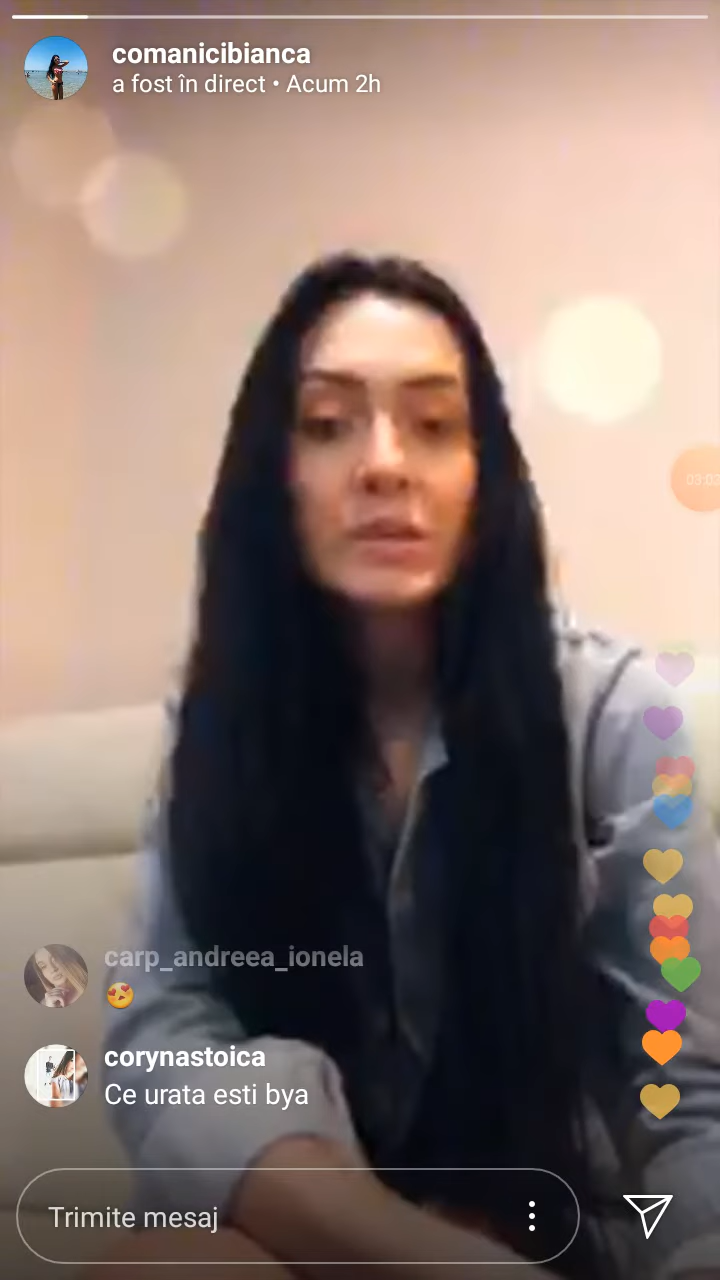 comanicibianca
a fost în direct • Acum 2h
03:03
carp_andreea_ionela
😍
corynastoica
Ce urata esti bya
Trimite mesaj